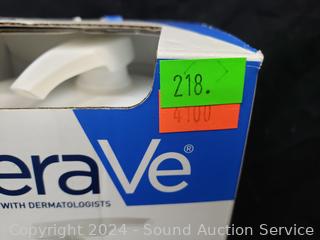 218.
4100
eraVe®
WITH DERMATOLOGISTS
Copyright 2024 - Sound Auction Service